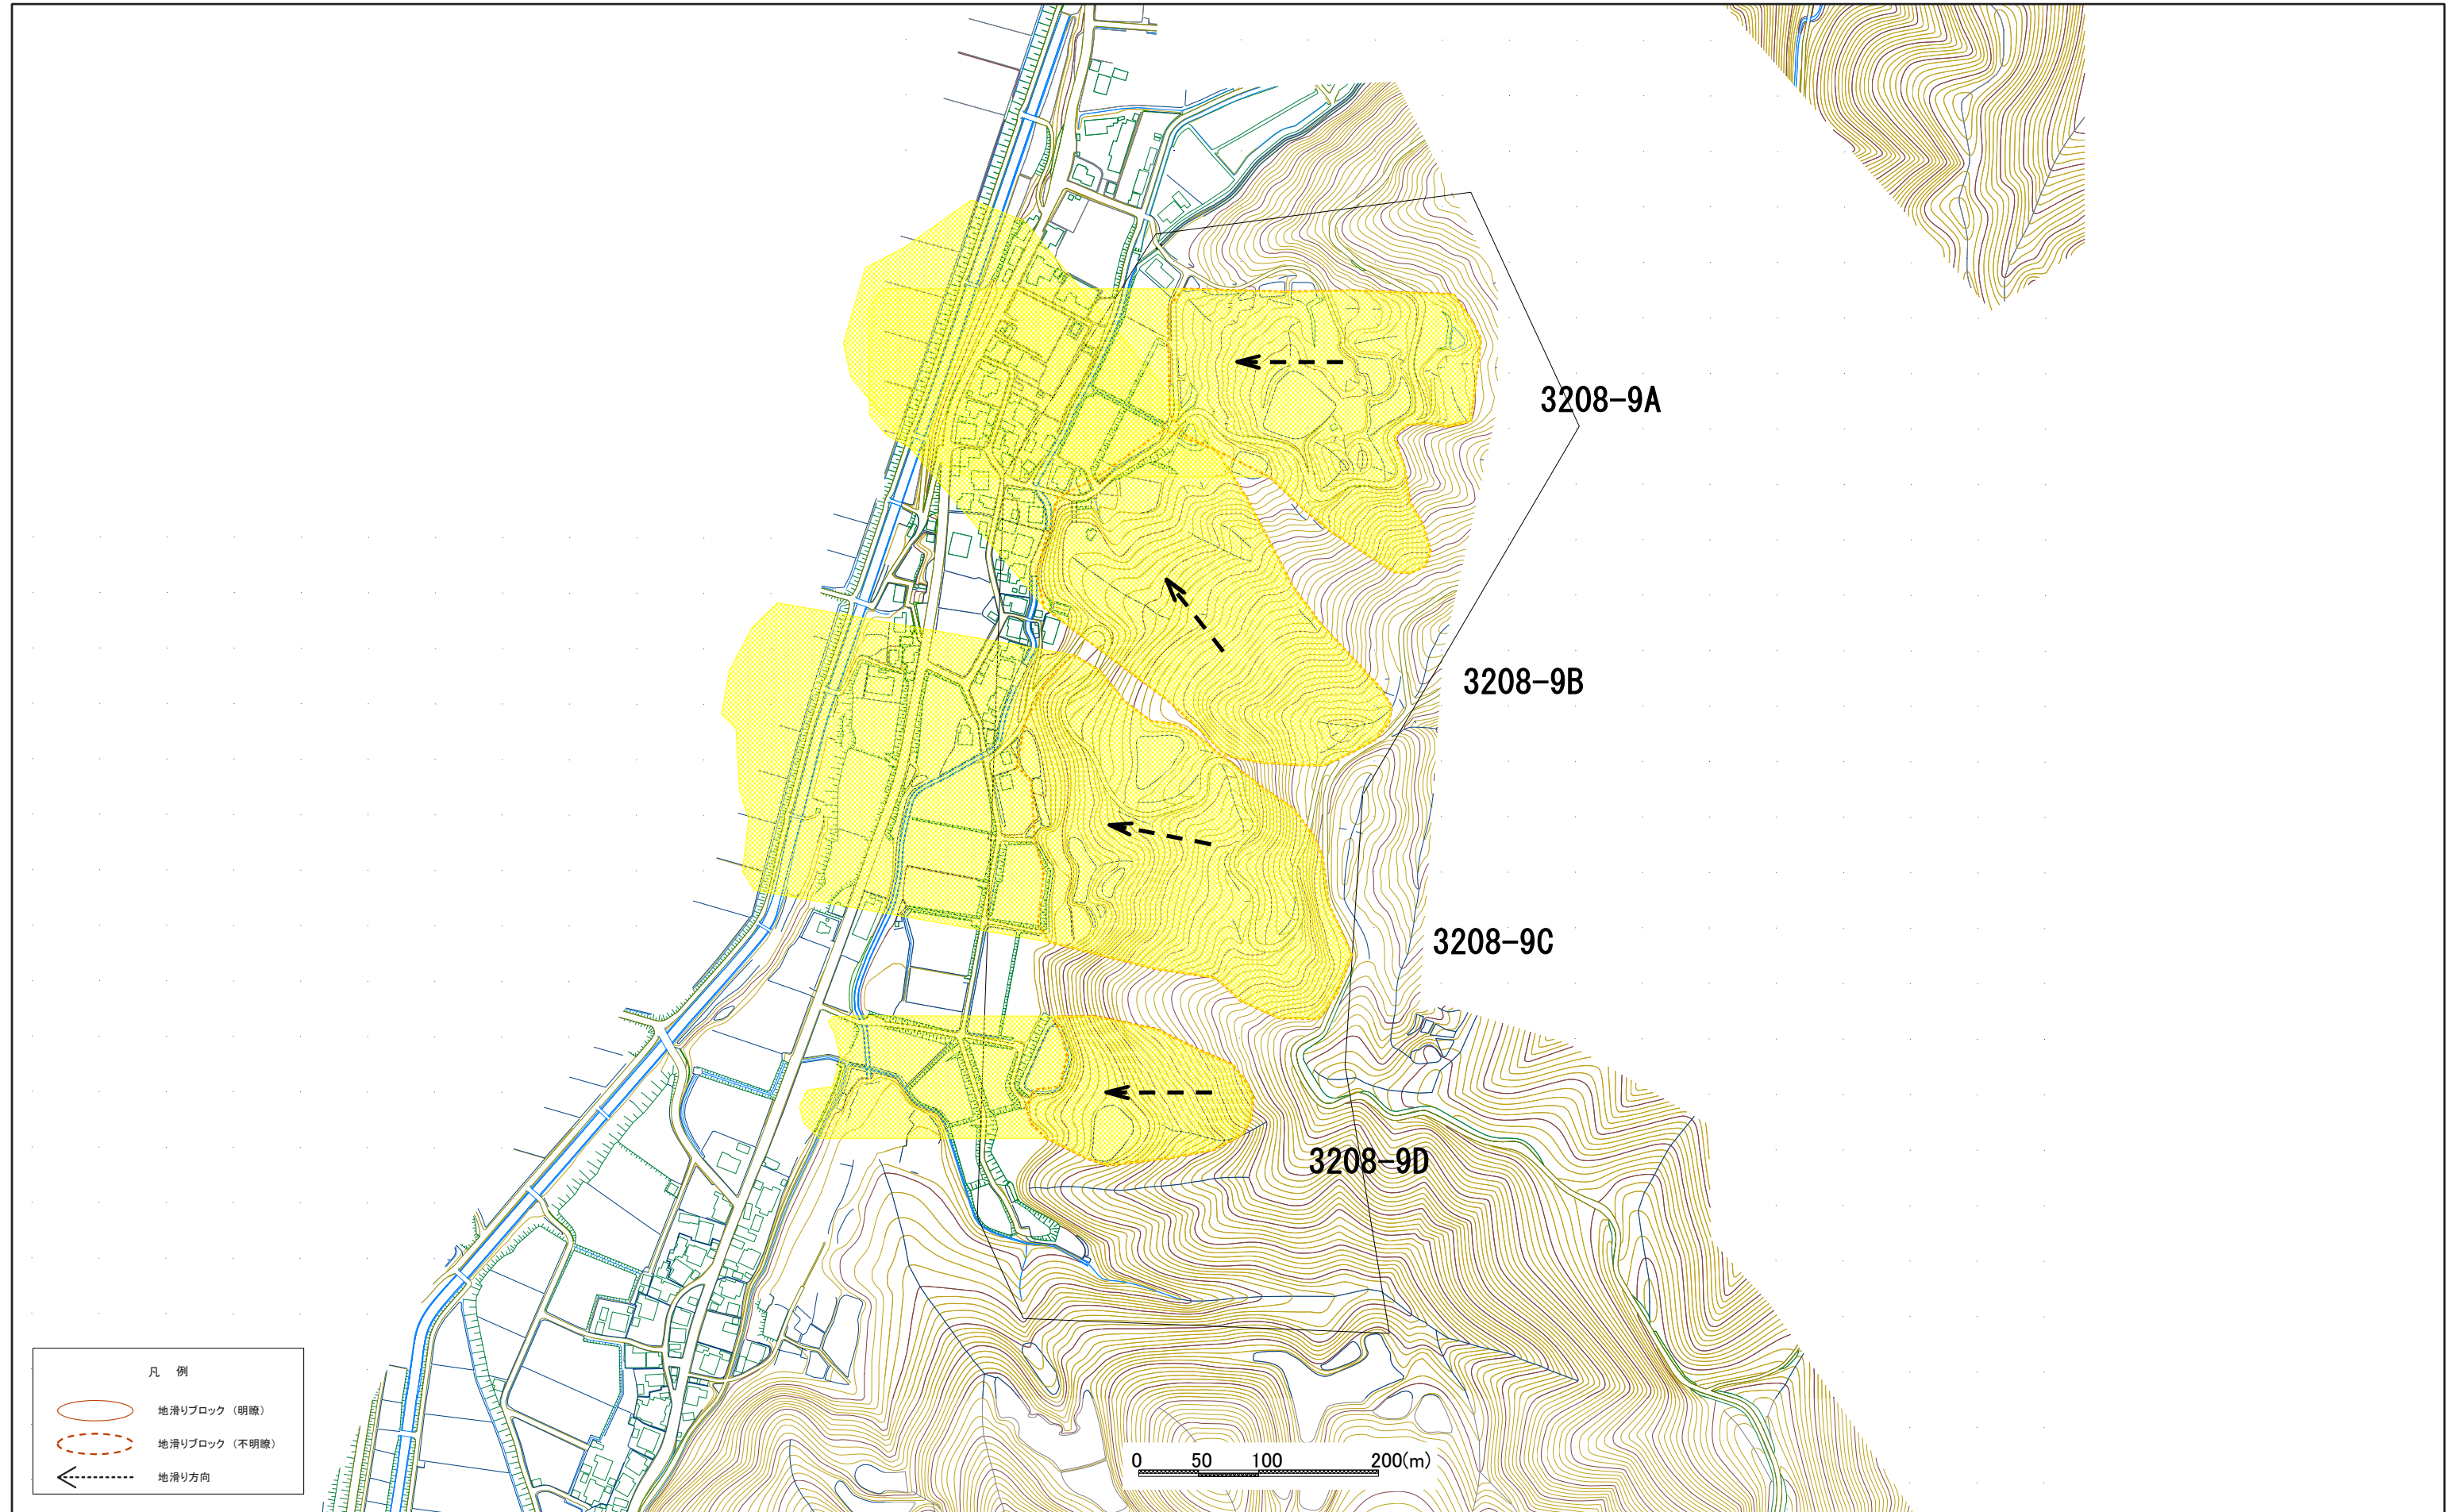 3208-9A
3208-9B
3208-9C
3208-9D
凡 例
地滑りブロック（明瞭）
地滑りブロック（不明瞭）
地滑り方向
0 50 100 200(m)